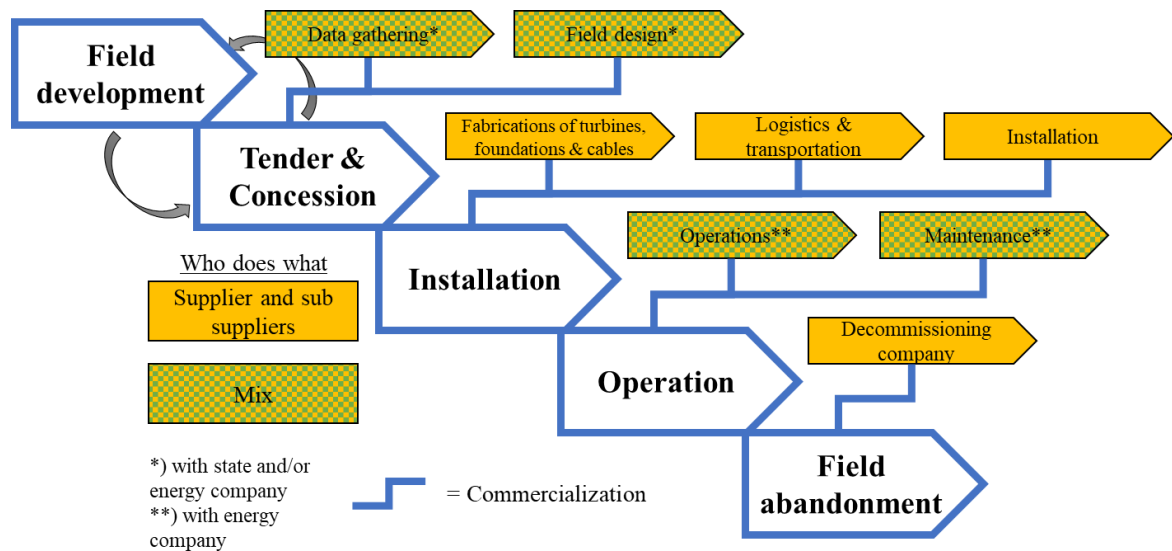 Field
development
Data gathering*
Field design*
Tender &
Concession
Fabrications of turbines,
foundations & cables
Logistics &
transportation
Installation
Installation
Operations**
Maintenance**
Who does what
Supplier and sub
suppliers
Mix
Operation
Decommissioning
company
Field
abandonment
*) with state and/or
energy company
**) with energy
company
= Commercialization